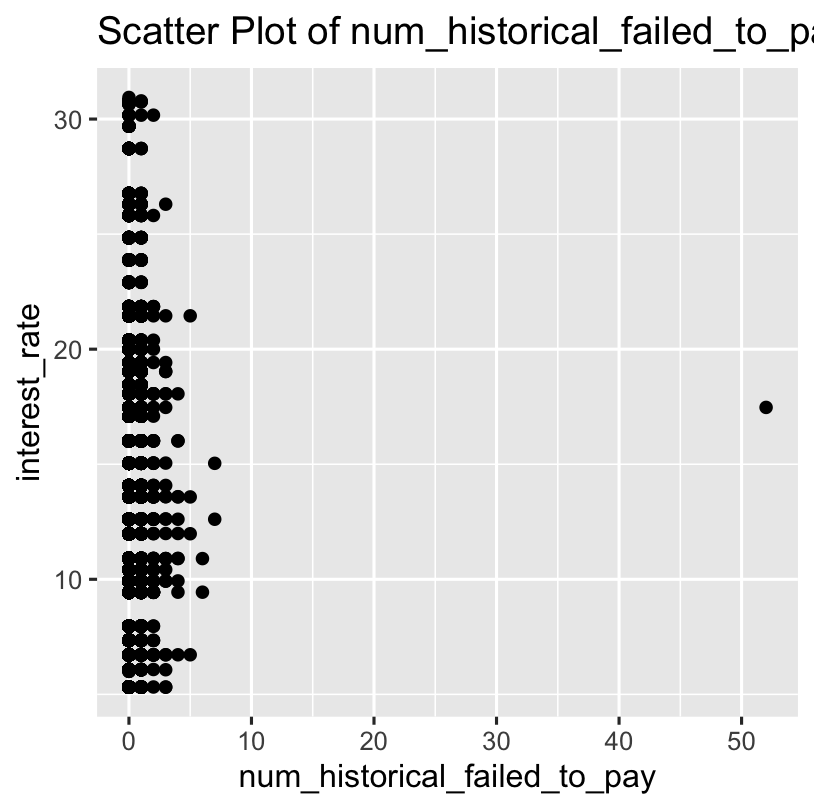 Scatter Plot of num_historical_failed_to_pa
30
20
10
interest_rate
0 10 20 30 40 50
num_historical_failed_to_pay